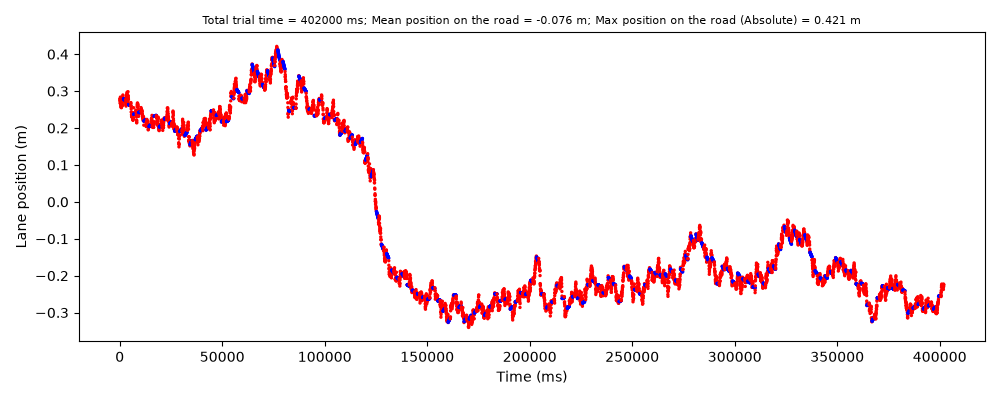 Total trial time = 402000 ms; Mean position on the road = -0.076 m; Max position on the road (Absolute) = 0.421 m
Lane position (m)
0.4
0.3
0.2
0.1
0.0
−0.1
−0.2
−0.3
0 50000 100000 150000 200000 250000 300000 350000 400000
Time (ms)